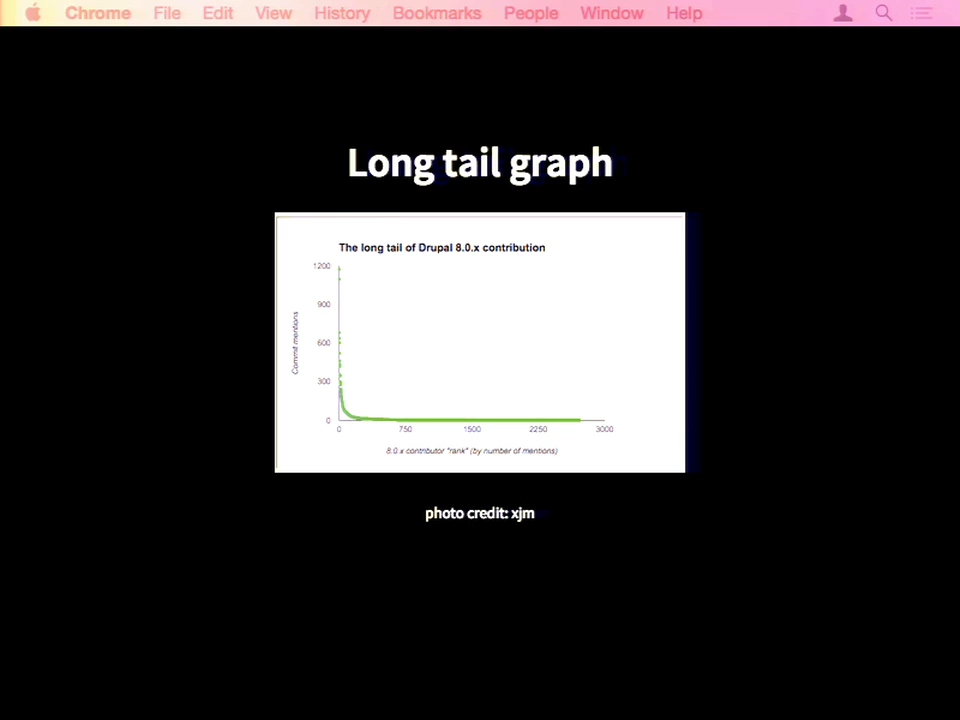 Chrome File Edit View History Bookmarks People Window Help
Long tail graph
The long tail of Drupal 8.0.x contribution
1200
900
600
300
0
Commit mentions
0 750 1500 2250 3000
8.0.x contributor "rank" (by number of mentions)
photo credit: xjm